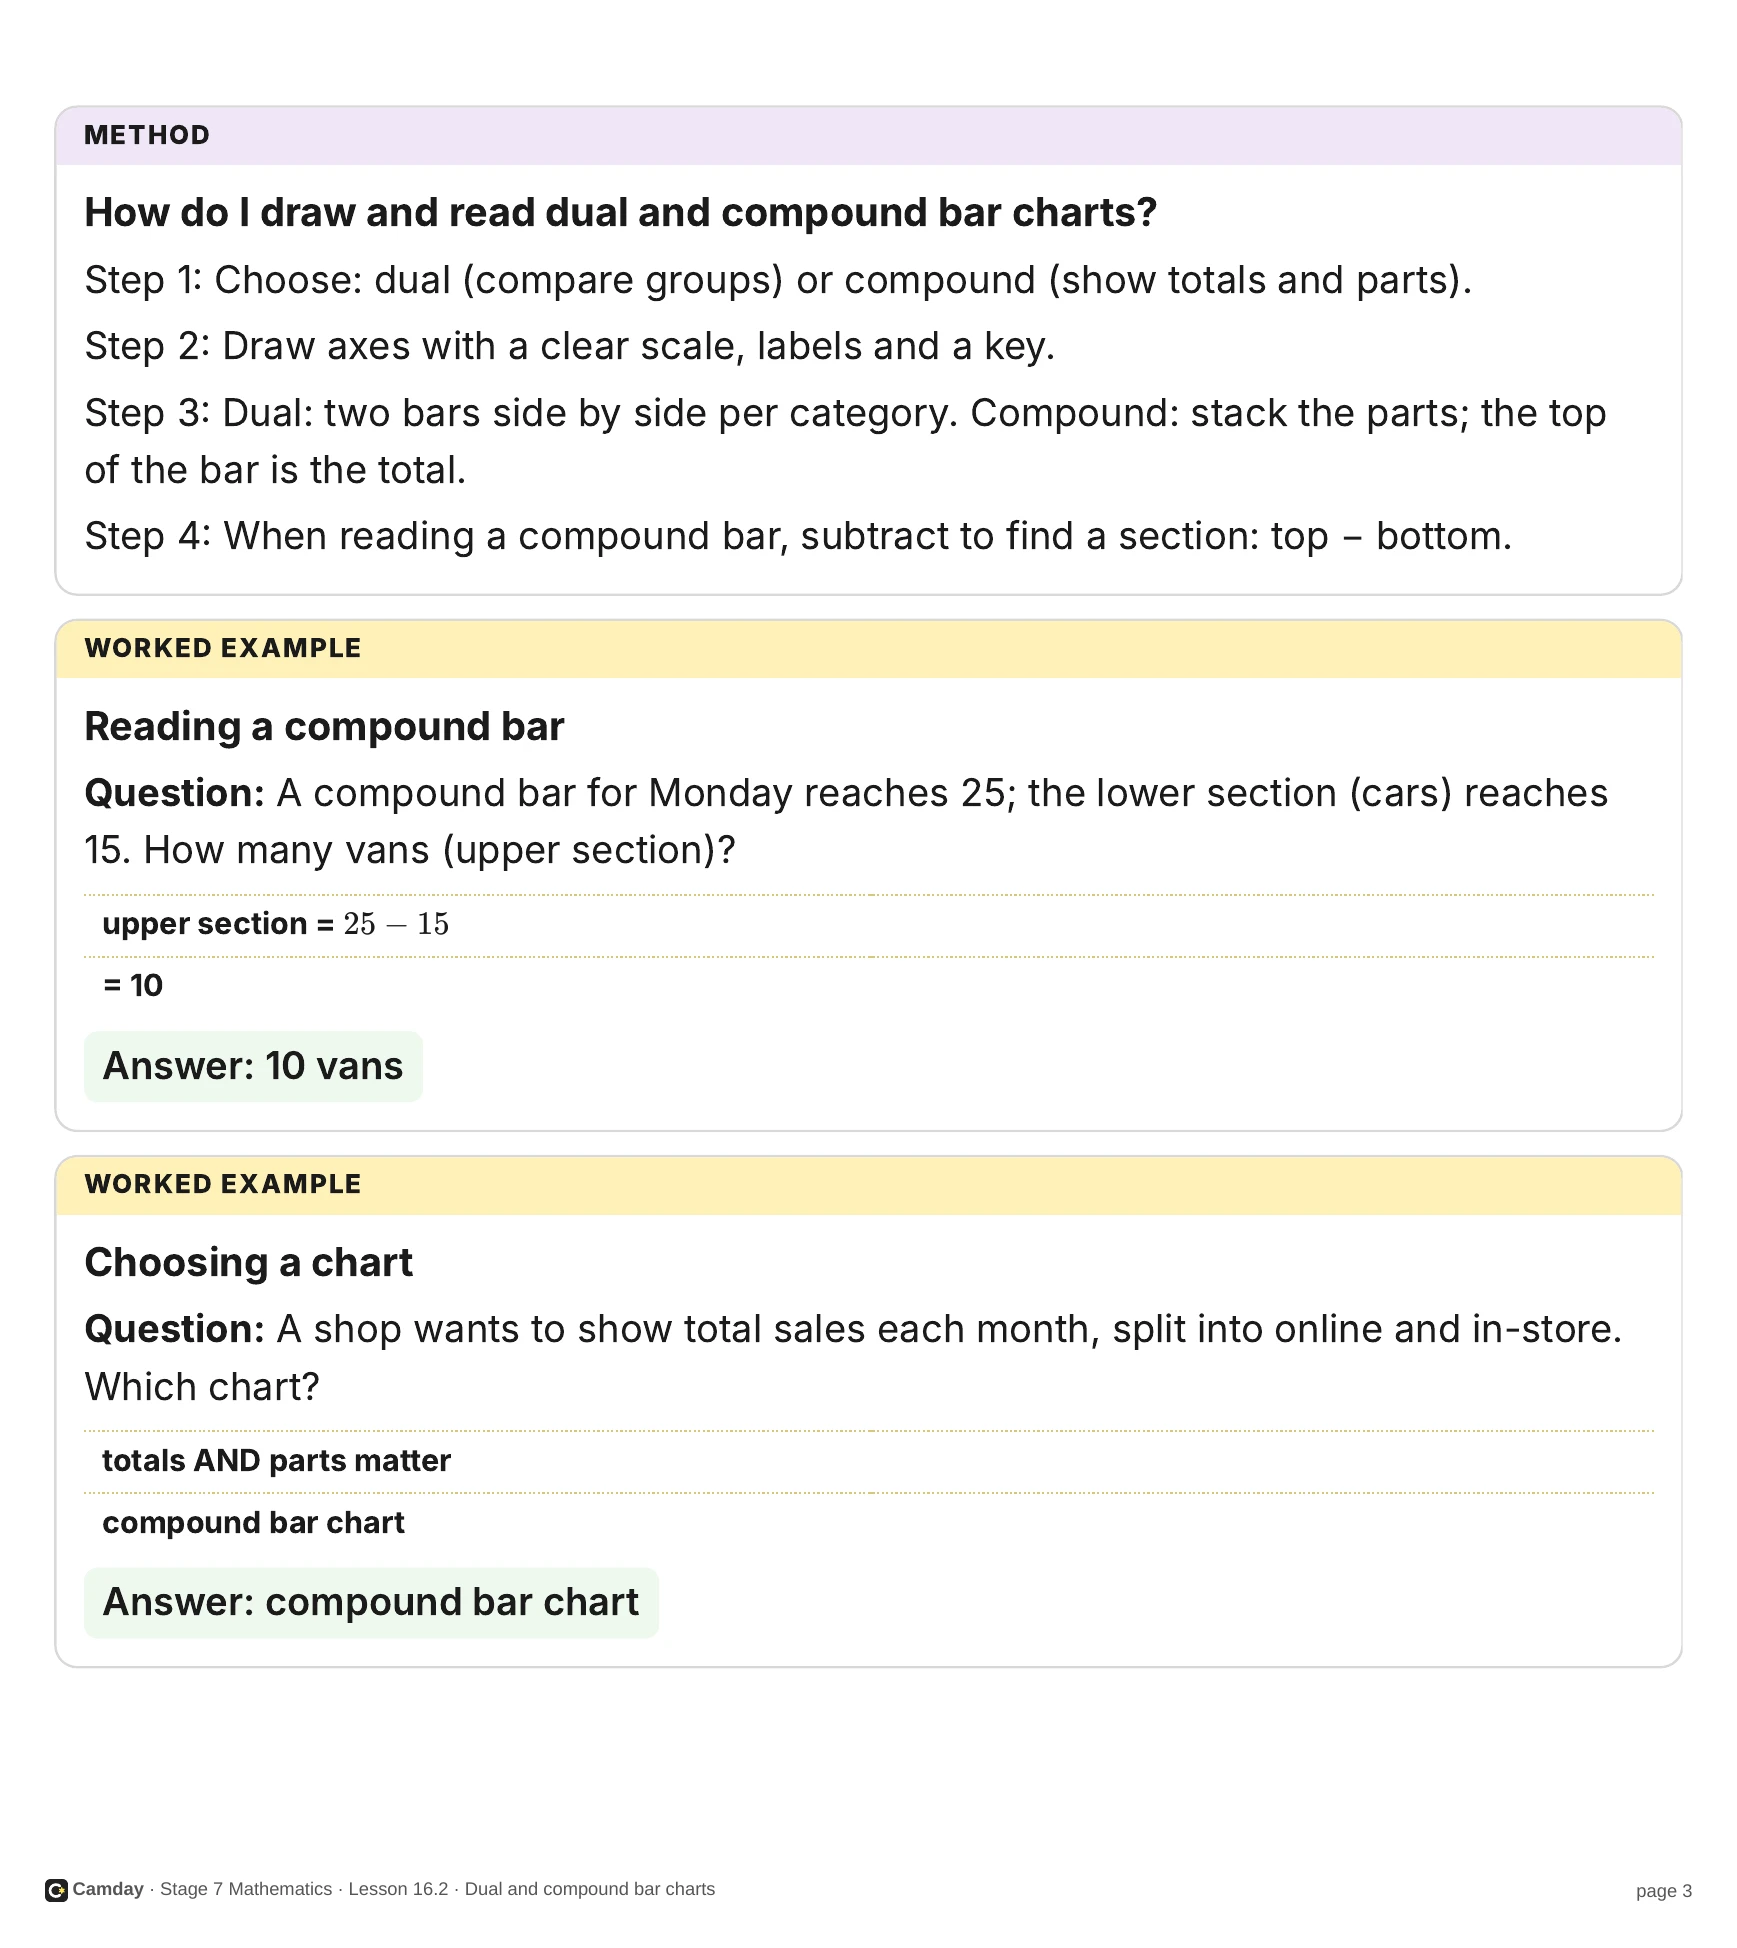 METHOD
How do I draw and read dual and compound bar charts?
Step 1: Choose: dual (compare groups) or compound (show totals and parts).
Step 2: Draw axes with a clear scale, labels and a key.
Step 3: Dual: two bars side by side per category. Compound: stack the parts; the top
of the bar is the total.
Step 4: When reading a compound bar, subtract to find a section: top − bottom.
WORKED EXAMPLE
Reading a compound bar
Question: A compound bar for Monday reaches 25; the lower section (cars) reaches
15. How many vans (upper section)?
upper section = 25 − 15
= 10
Answer: 10 vans
WORKED EXAMPLE
Choosing a chart
Question: A shop wants to show total sales each month, split into online and in-store.
Which chart?
totals AND parts matter
compound bar chart
Answer: compound bar chart
Camday · Stage 7 Mathematics · Lesson 16.2 · Dual and compound bar charts
page 3